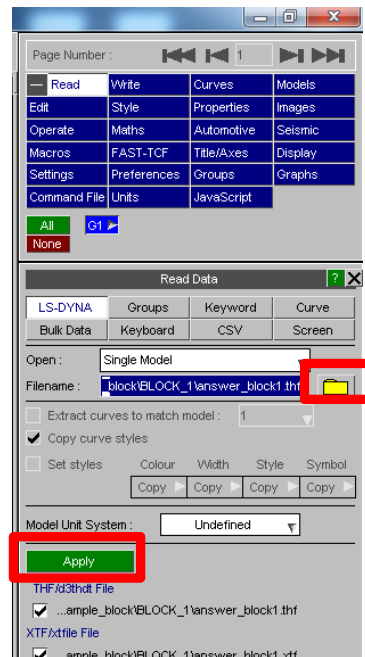 Page Number : 1
Read Write Curves Models
Edit Style Properties Images
Operate Maths Automotive Seismic
Macros FAST-TCF Title/Axes Display
Settings Preferences Groups Graphs
Command File Units JavaScript
All G1
None
Read Data ? X
LS-DYNA Groups Keyword Curve
Bulk Data Keyboard CSV Screen
Open : Single Model
Filename : block\BLOCK_1\answer_block1.thf
Extract curves to match model : 1
Copy curve styles
Set styles Colour Width Style Symbol
Copy Copy Copy Copy
Model Unit System : Undefined
Apply
THF/d3thdt File
...ample_block\BLOCK_1\answer_block1.thf
XTF/xtfile File
...ample_block\BLOCK_1\answer_block1.xtf